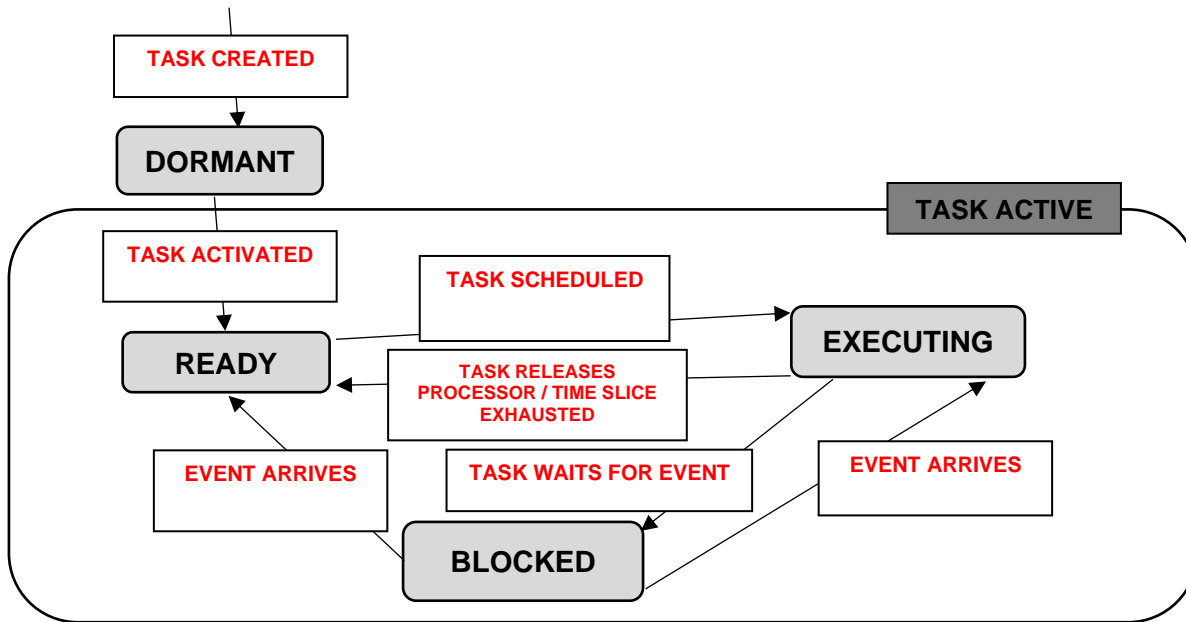 TASK CREATED
DORMANT
TASK ACTIVE
TASK ACTIVATED
TASK SCHEDULED
READY
EXECUTING
TASK RELEASES
PROCESSOR / TIME SLICE
EXHAUSTED
EVENT ARRIVES
TASK WAITS FOR EVENT
EVENT ARRIVES
BLOCKED